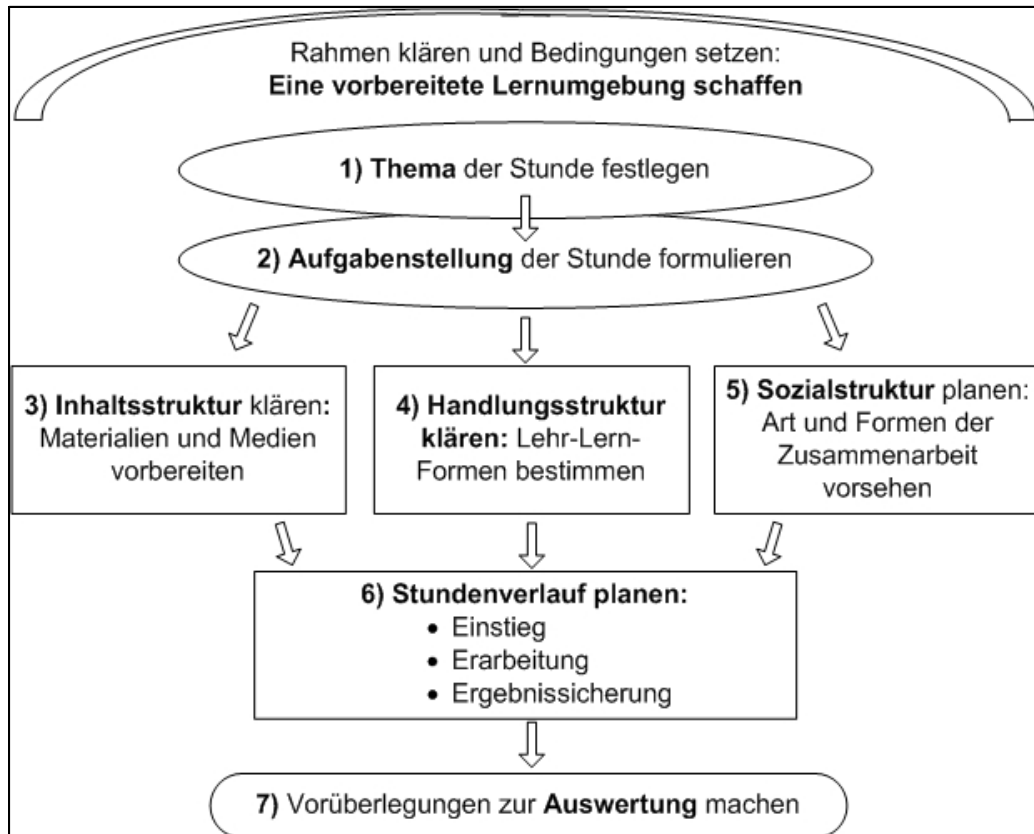 Rahmen klären und Bedingungen setzen:
Eine vorbereitete Lernumgebung schaffen
1) Thema der Stunde festlegen
2) Aufgabenstellung der Stunde formulieren
3) Inhaltsstruktur klären:
Materialien und Medien
vorbereiten
4) Handlungsstruktur
klären: Lehr-Lern-
Formen bestimmen
5) Sozialstruktur planen:
Art und Formen der
Zusammenarbeit
vorsehen
6) Stundenverlauf planen:
• Einstieg
• Erarbeitung
• Ergebnissicherung
7) Vorüberlegungen zur Auswertung machen